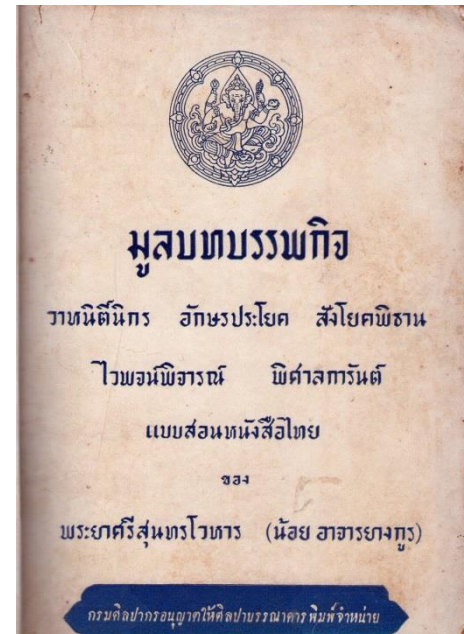 มูลบทบรรพกิจ
วาหนิติ์นิกร อักษรประโยค สังโยคพิธาน
ไวพจน์พิจารณ์ พิศาลการันต์
แบบสอนหนังสือไทย
ของ
พระยาศรีสุนทรโวหาร (น้อย อาจารยางกูร)
กรมศิลปากรอนุญาตให้ศิลปาบรรณาคาร พิมพ์จำหน่าย